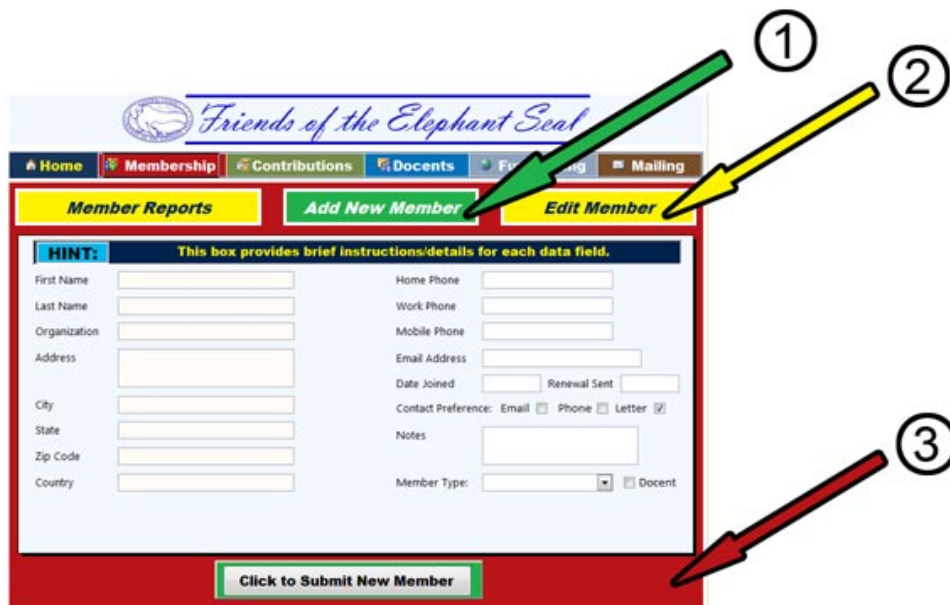 1
2
Friends of the Elephant Seal
Home Membership Contributions Docents Mailing
Member Reports Add New Member Edit Member
HINT: This box provides brief instructions/details for each data field.
First Name Home Phone
Last Name Work Phone
Organization Mobile Phone
Address Email Address
Date Joined Renewal Sent
City Contact Preference: Email Phone Letter
State Notes
Zip Code
Country Member Type: Docent
3
Click to Submit New Member